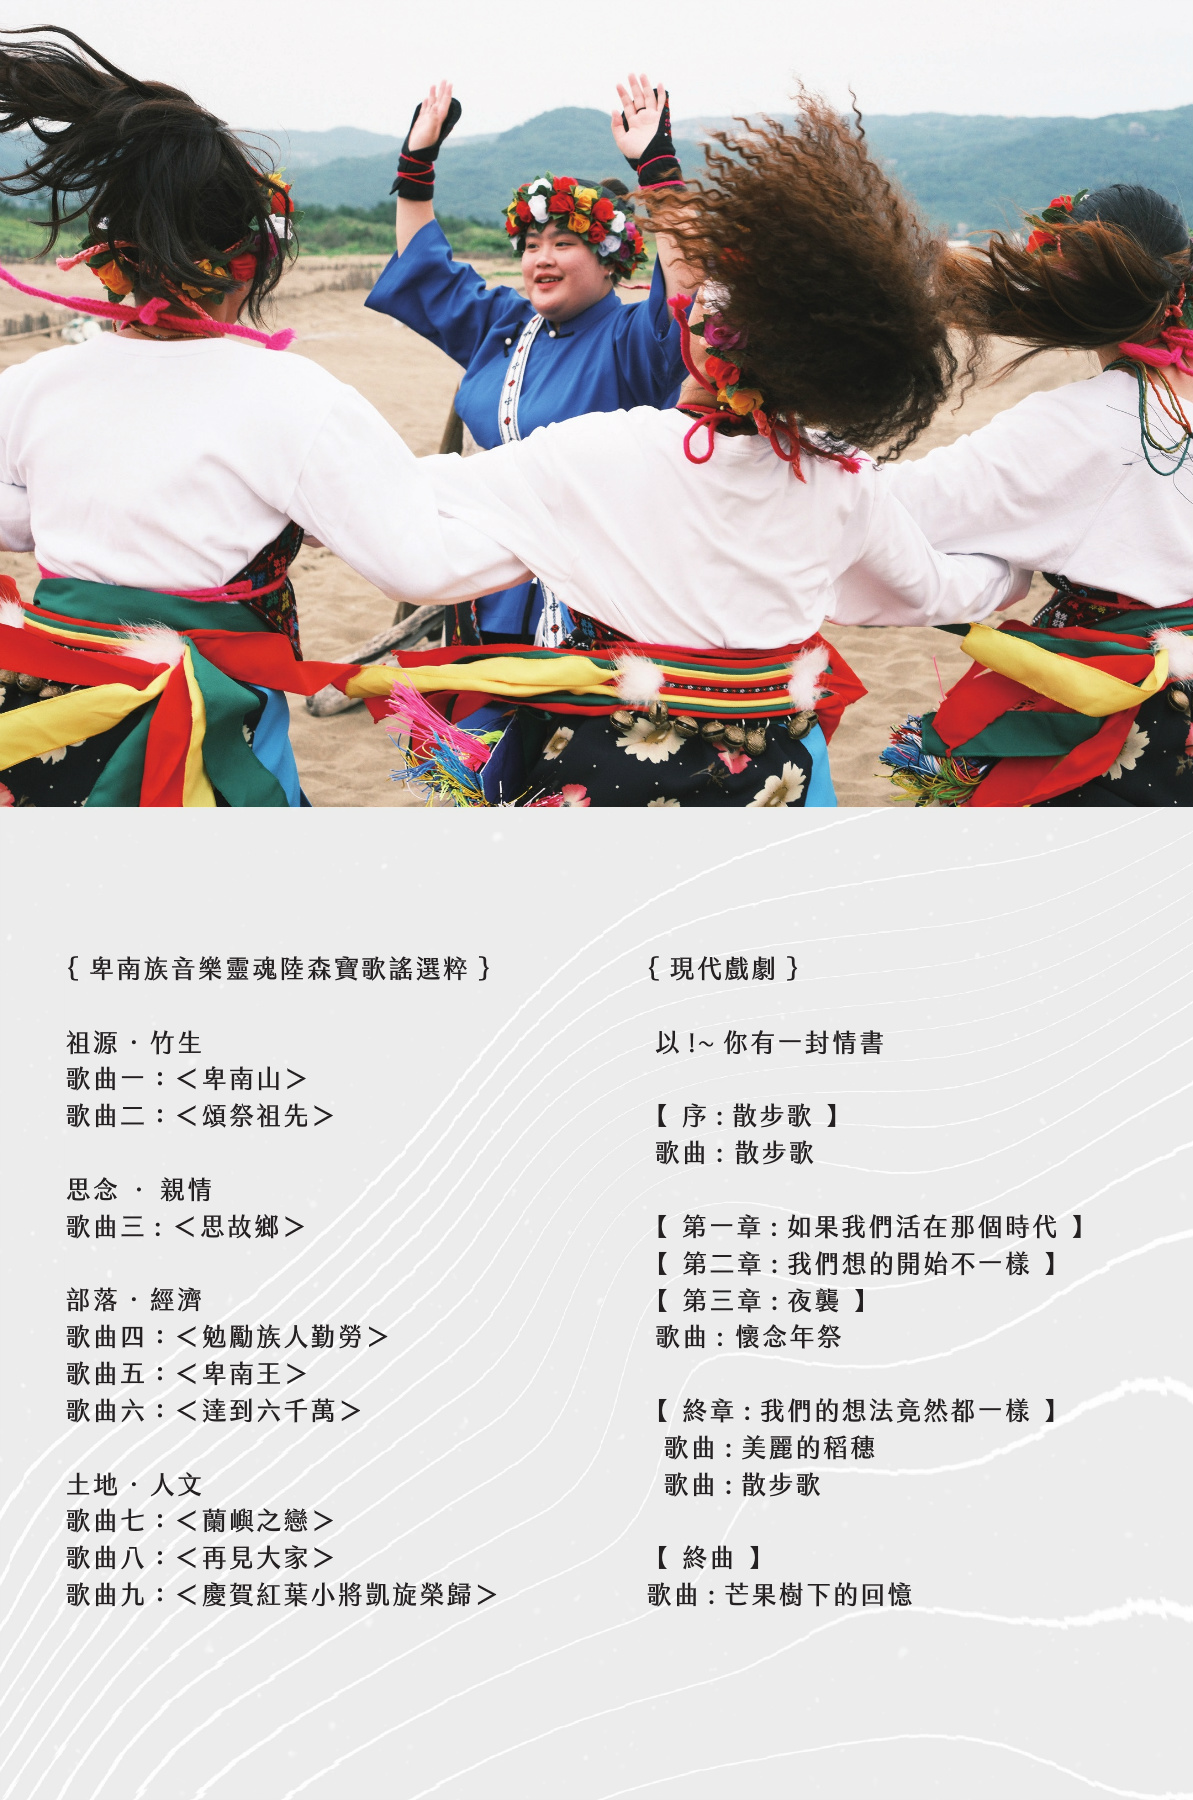 { 卑南族音樂靈魂陸森寶歌謠選粹 }
祖源 · 竹生
歌曲一：＜卑南山＞
歌曲二：＜頌祭祖先＞
思念 · 親情
歌曲三：＜思故鄉＞
部落 · 經濟
歌曲四：＜勉勵族人勤勞＞
歌曲五：＜卑南王＞
歌曲六：＜達到六千萬＞
土地 · 人文
歌曲七：＜蘭嶼之戀＞
歌曲八：＜再見大家＞
歌曲九：＜慶賀紅葉小將凱旋榮歸＞
{ 現代戲劇 }
以 !~ 你有一封情書
【 序 : 散步歌 】
歌曲 : 散步歌
【 第一章 : 如果我們活在那個時代 】
【 第二章 : 我們想的開始不一樣 】
【 第三章 : 夜襲 】
歌曲 : 懷念年祭
【 終章 : 我們的想法竟然都一樣 】
歌曲 : 美麗的稻穗
歌曲 : 散步歌
【 終曲 】
歌曲 : 芒果樹下的回憶